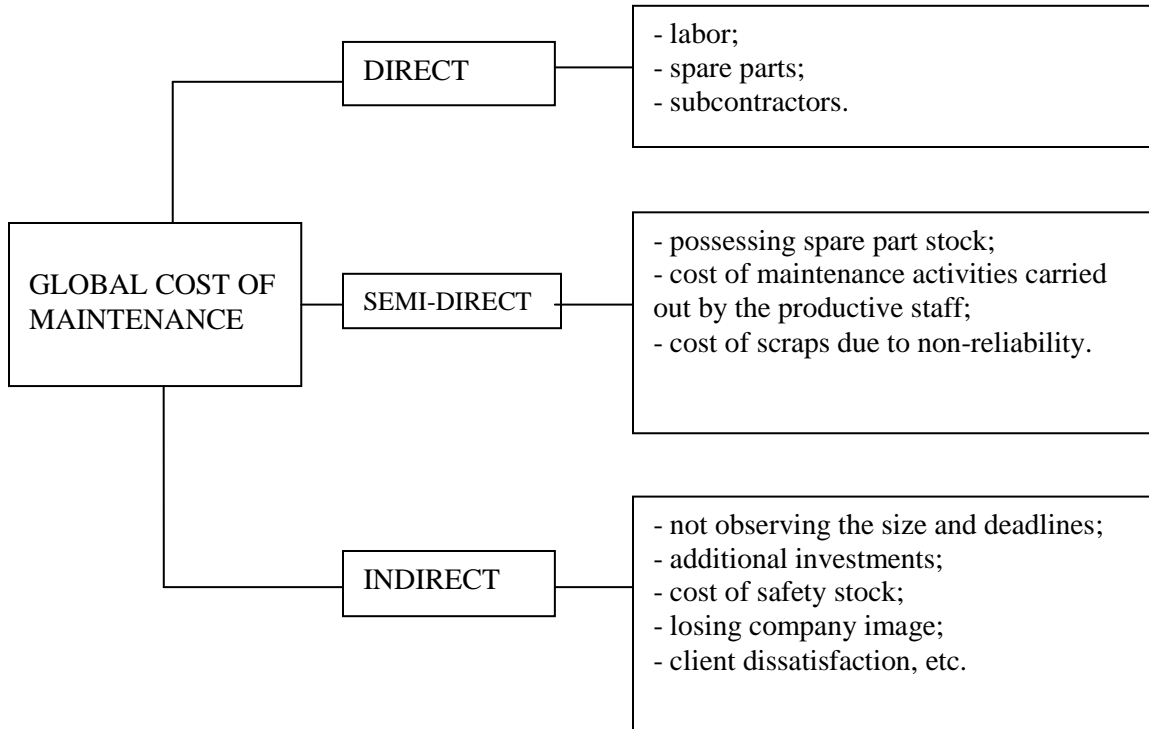 DIRECT
- labor;
- spare parts;
- subcontractors.
GLOBAL COST OF
MAINTENANCE
SEMI-DIRECT
- possessing spare part stock;
- cost of maintenance activities carried
out by the productive staff;
- cost of scraps due to non-reliability.
INDIRECT
- not observing the size and deadlines;
- additional investments;
- cost of safety stock;
- losing company image;
- client dissatisfaction, etc.